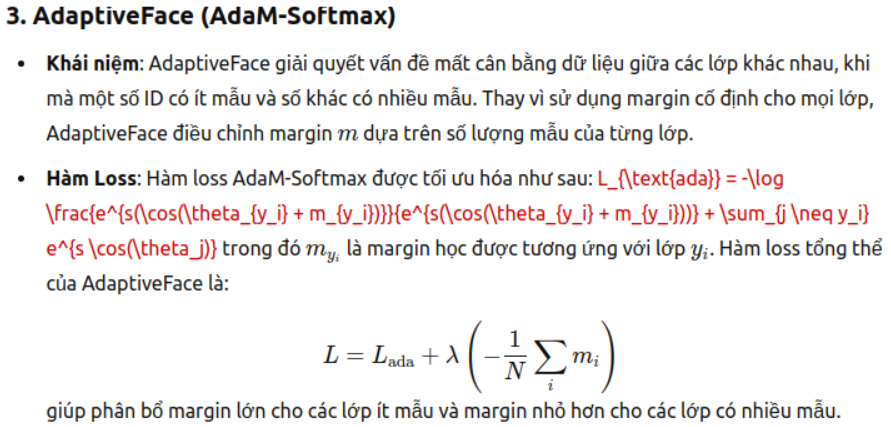 3. AdaptiveFace (AdaM-Softmax)
• Khái niệm: AdaptiveFace giải quyết vấn đề mất cân bằng dữ liệu giữa các lớp khác nhau, khi
mà một số ID có ít mẫu và số khác có nhiều mẫu. Thay vì sử dụng margin cố định cho mọi lớp,
AdaptiveFace điều chỉnh margin m dựa trên số lượng mẫu của từng lớp.
• Hàm Loss: Hàm loss AdaM-Softmax được tối ưu hóa như sau: L_{\text{ada}} = -\log
\frac{e^{s(\cos(\theta_{y_i} + m_{y_i})}}{e^{s(\cos(\theta_{y_i} + m_{y_i}))} + \sum_{j \neq y_i}
e^{s \cos(\theta_j)} trong đó m_{y_i} là margin học được tương ứng với lớp y_i. Hàm loss tổng thể
của AdaptiveFace là:
L = L_{ada} + λ ( - \frac{1}{N} \sum_i m_i )
giúp phân bổ margin lớn cho các lớp ít mẫu và margin nhỏ hơn cho các lớp có nhiều mẫu.